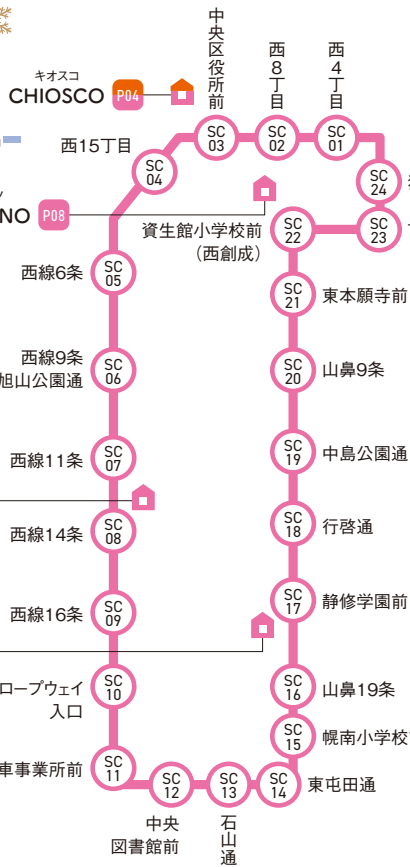 キオスコ
CHIOSCO P04
中央区役所前
西8丁目
西4丁目
SC 03
SC 02
SC 01
西15丁目
SC 04
SC 24
NO P08
資生館小学校前
（西創成）
SC 22
SC 23
西線6条
SC 05
SC 21
東本願寺前
西線9条
旭山公園通
SC 06
SC 20
山鼻9条
西線11条
SC 07
SC 19
中島公園通
西線14条
SC 08
SC 18
行啓通
西線16条
SC 09
SC 17
静修学園前
ロープウェイ
入口
SC 10
SC 16
山鼻19条
SC 15
幌南小学校
車事業所前
SC 11
SC 12
SC 13
SC 14
東屯田通
中央
図書館前
石山通